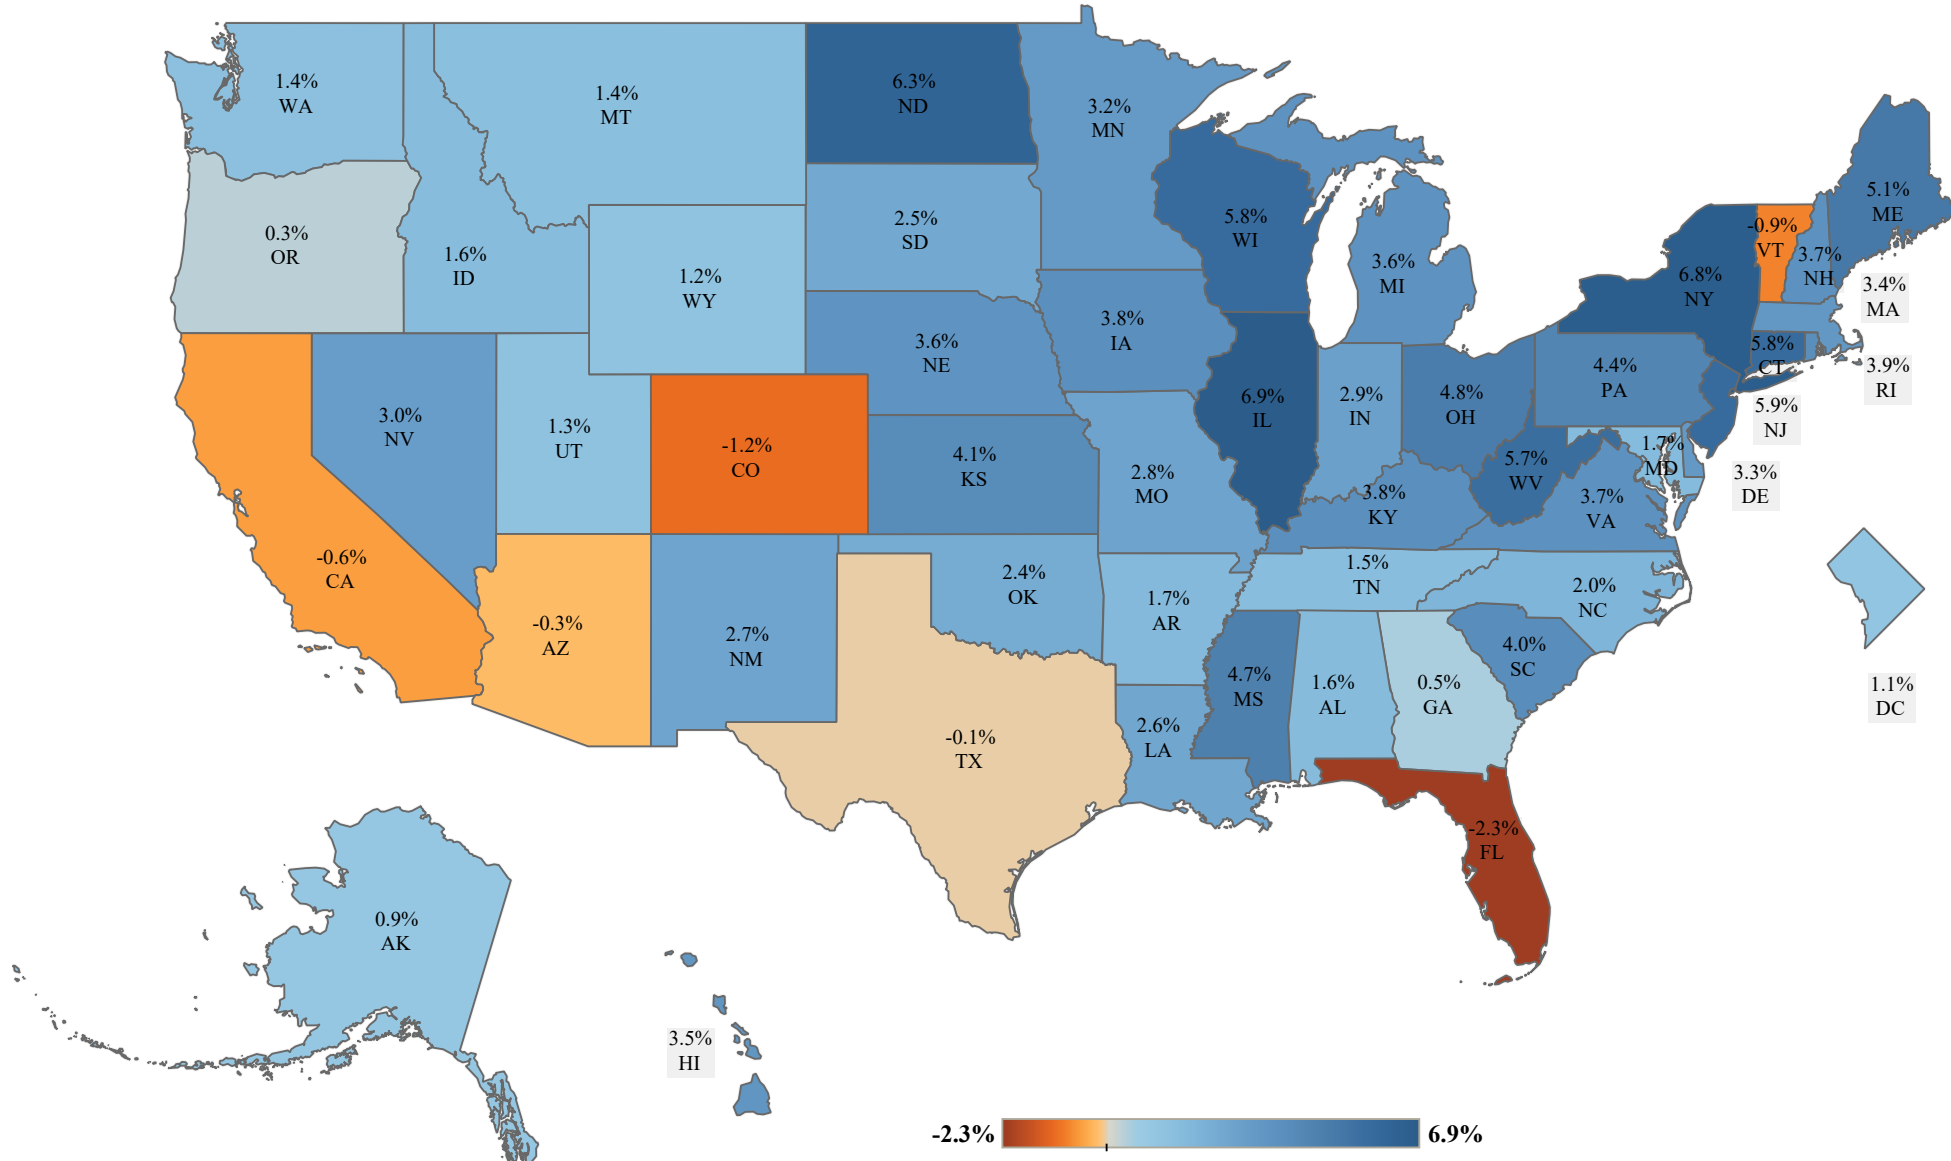 1.4%
WA
1.4%
MT
6.3%
ND
3.2%
MN
0.3%
OR
1.6%
ID
1.2%
WY
2.5%
SD
5.8%
WI
3.6%
MI
6.8%
NY
-0.9%
VT
3.7%
NH
5.1%
ME
3.4%
MA
3.0%
NV
1.3%
UT
-1.2%
CO
3.6%
NE
3.8%
IA
6.9%
IL
2.9%
IN
4.8%
OH
4.4%
PA
5.8%
CT
3.9%
RI
5.9%
NJ
4.1%
KS
2.8%
MO
3.8%
KY
5.7%
WV
3.7%
VA
1.7%
MD
3.3%
DE
-0.6%
CA
-0.3%
AZ
2.7%
NM
2.4%
OK
1.7%
AR
1.5%
TN
2.0%
NC
4.0%
SC
1.1%
DC
-0.1%
TX
2.6%
LA
4.7%
MS
1.6%
AL
0.5%
GA
-2.3%
FL
0.9%
AK
3.5%
HI
-2.3%
6.9%